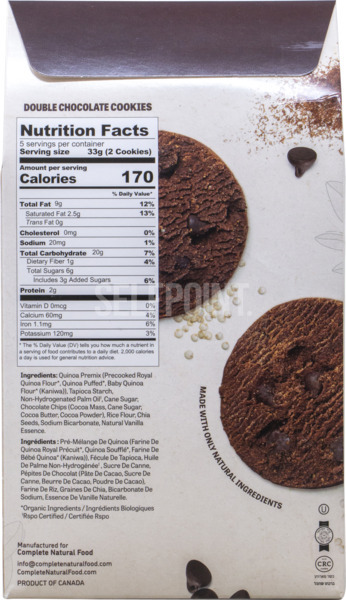 DOUBLE CHOCOLATE COOKIES
Nutrition Facts
5 servings per container
Serving size 33g (2 Cookies)
Amount per serving
Calories 170
% Daily Value*
Total Fat 9g 12%
Saturated Fat 2.5g 13%
Trans Fat 0g
Cholesterol 0mg 0%
Sodium 20mg 1%
Total Carbohydrate 20g 7%
Dietary Fiber 1g 4%
Total Sugars 6g
Includes 3g Added Sugars 6%
Protein 2g
Vitamin D 0mcg 0%
Calcium 60mg 4%
Iron 1.1mg 6%
Potassium 120mg 3%
* The % Daily Value (DV) tells you how much a nutrient in
a serving of food contributes to a daily diet. 2,000 calories
a day is used for general nutrition advice.
SELFPOINT.
Ingredients: Quinoa Premix (Precooked Royal
Quinoa Flour*, Quinoa Puffed*, Baby Quinoa
Flour* (Kaniwa)), Tapioca Starch,
Non-Hydrogenated Palm Oil¹, Cane Sugar,
Chocolate Chips (Cocoa Mass, Cane Sugar,
Cocoa Butter, Cocoa Powder), Rice Flour, Chia
Seeds, Sodium Bicarbonate, Natural Vanilla
Essence.
Ingrédients : Pré-Mélange De Quinoa (Farine De
Quinoa Royal Précuit*, Quinoa Soufflé*, Farine De
Bébé Quinoa* (Kaniwa)), Fécule De Tapioca, Huile
De Palme Non-Hydrogénée¹, Sucre De Canne,
Pépites De Chocolat (Pâte De Cacao, Sucre De
Canne, Beurre De Cacao, Poudre De Cacao),
Farine De Riz, Graines De Chia, Bicarbonate De
Sodium, Essence De Vanille Naturelle.
*Organic Ingredients / Ingrédients Biologiques
¹Rspo Certified / Certifiée Rspo
MADE WITH ONLY NATURAL INGREDIENTS
Manufactured for
Complete Natural Food
info@completenaturalfood.com
CompleteNaturalFood.com
PRODUCT OF CANADA
U
CRC